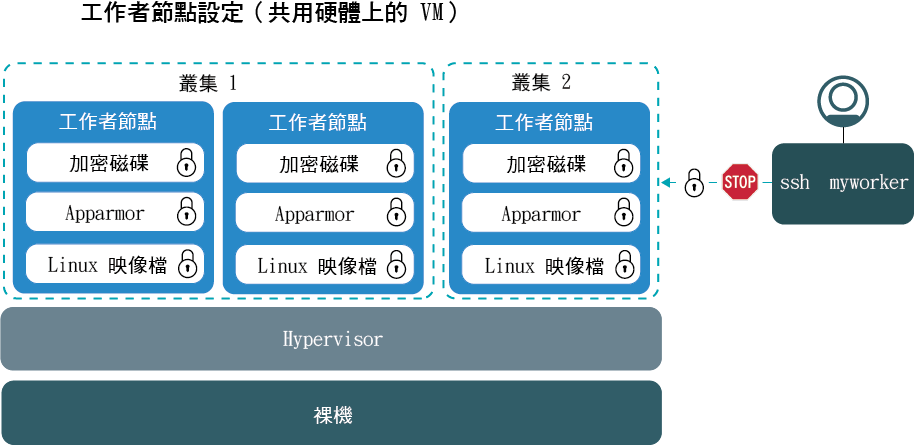 工作者節點設定（共用硬體上的 VM）
叢集 1
工作者節點
加密磁碟
Apparmor
Linux 映像檔
工作者節點
加密磁碟
Apparmor
Linux 映像檔
叢集 2
工作者節點
加密磁碟
Apparmor
Linux 映像檔
STOP
ssh myworker
Hypervisor
裸機